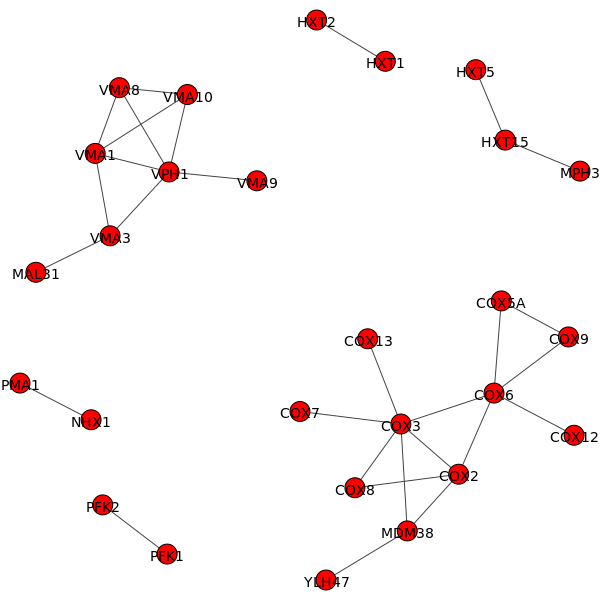 HXT2
HXT1
HXT5
VMA8
VMA10
HXT15
VMA1
VPH1
MPH3
VMA9
VMA3
MAL31
COX5A
COX13
COX9
PMA1
COX6
COX7
NHX1
COX3
COX12
COX2
COX8
PFK2
MDM38
PFK1
YLH47